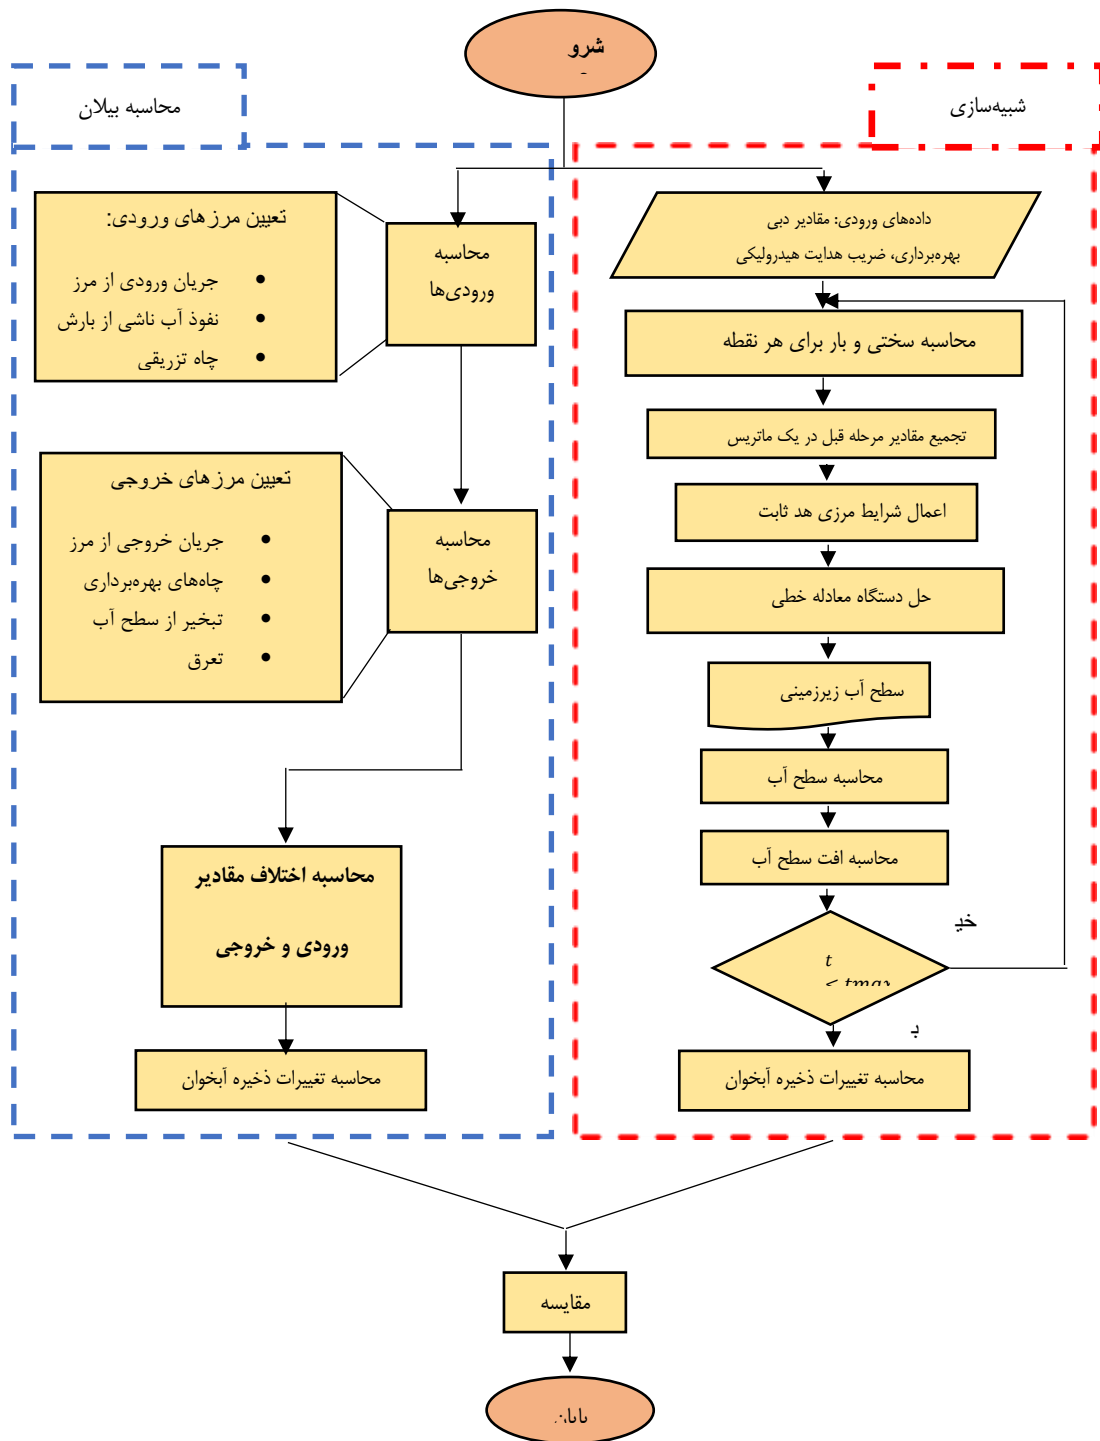 شرو
شبیه‌سازی
محاسبه بیلان
داده‌های ورودی: مقادیر دبی
بهره‌برداری، ضریب هدایت هیدرولیکی
محاسبه سختی و بار برای هر نقطه
تجمیع مقادیر مرحله قبل در یک ماتریس
اعمال شرایط مرزی هد ثابت
حل دستگاه معادله خطی
سطح آب زیرزمینی
محاسبه سطح آب
محاسبه افت سطح آب
t
< tmax
خیـ
بـ
محاسبه تغییرات ذخیره آبخوان
محاسبه
ورودی‌ها
تعیین مرزهای ورودی:
• جریان ورودی از مرز
• نفوذ آب ناشی از بارش
• چاه تزریقی
محاسبه
خروجی‌ها
تعیین مرزهای خروجی
• جریان خروجی از مرز
• چاه‌های بهره‌برداری
• تبخیر از سطح آب
• تعرق
محاسبه اختلاف مقادیر
ورودی و خروجی
محاسبه تغییرات ذخیره آبخوان
مقایسه
پایان